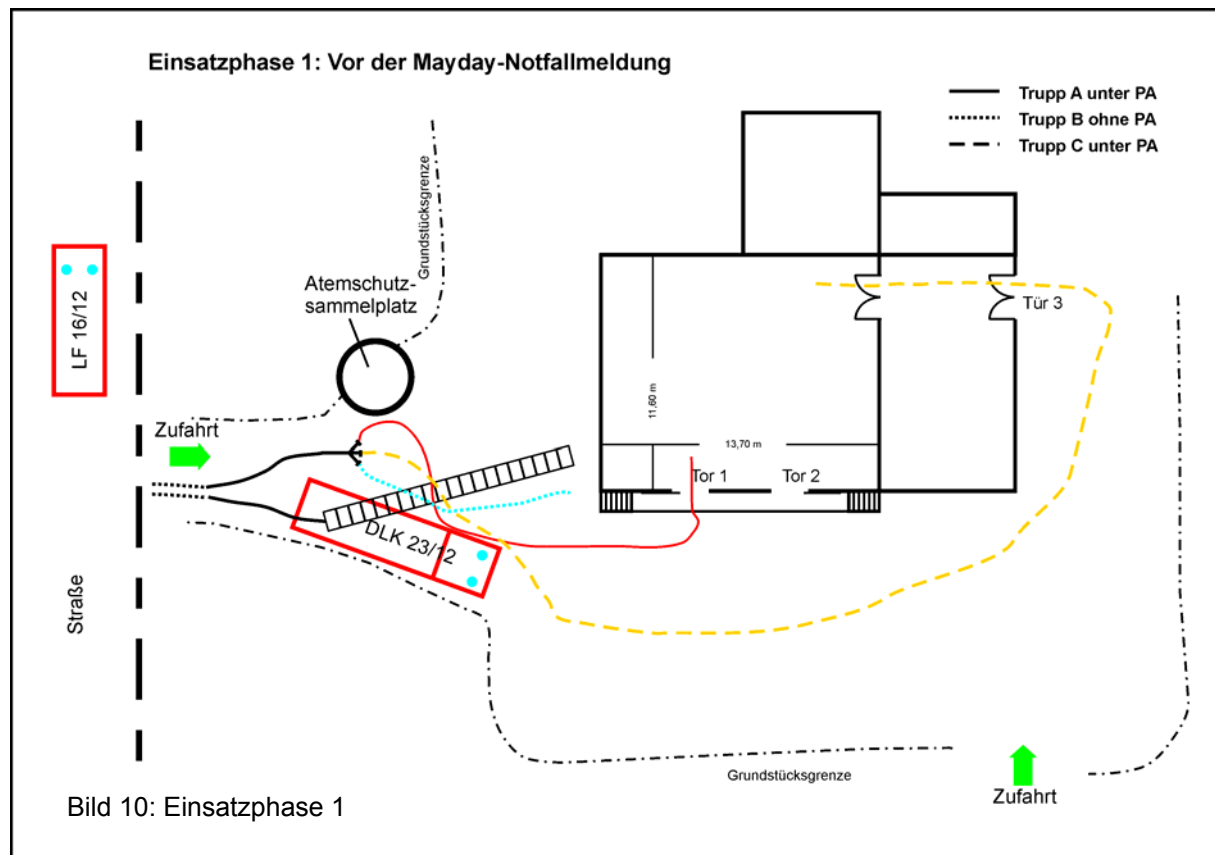 Einsatzphase 1: Vor der Mayday-Notfallmeldung
Trupp A unter PA
Trupp B ohne PA
Trupp C unter PA
Grundstücksgrenze
Atemschutz-
sammelplatz
LF 16/12
Tür 3
11,60 m
13,70 m
Zufahrt
Tor 1
Tor 2
DLK 23/12
Straße
Grundstücksgrenze
Zufahrt
Bild 10: Einsatzphase 1